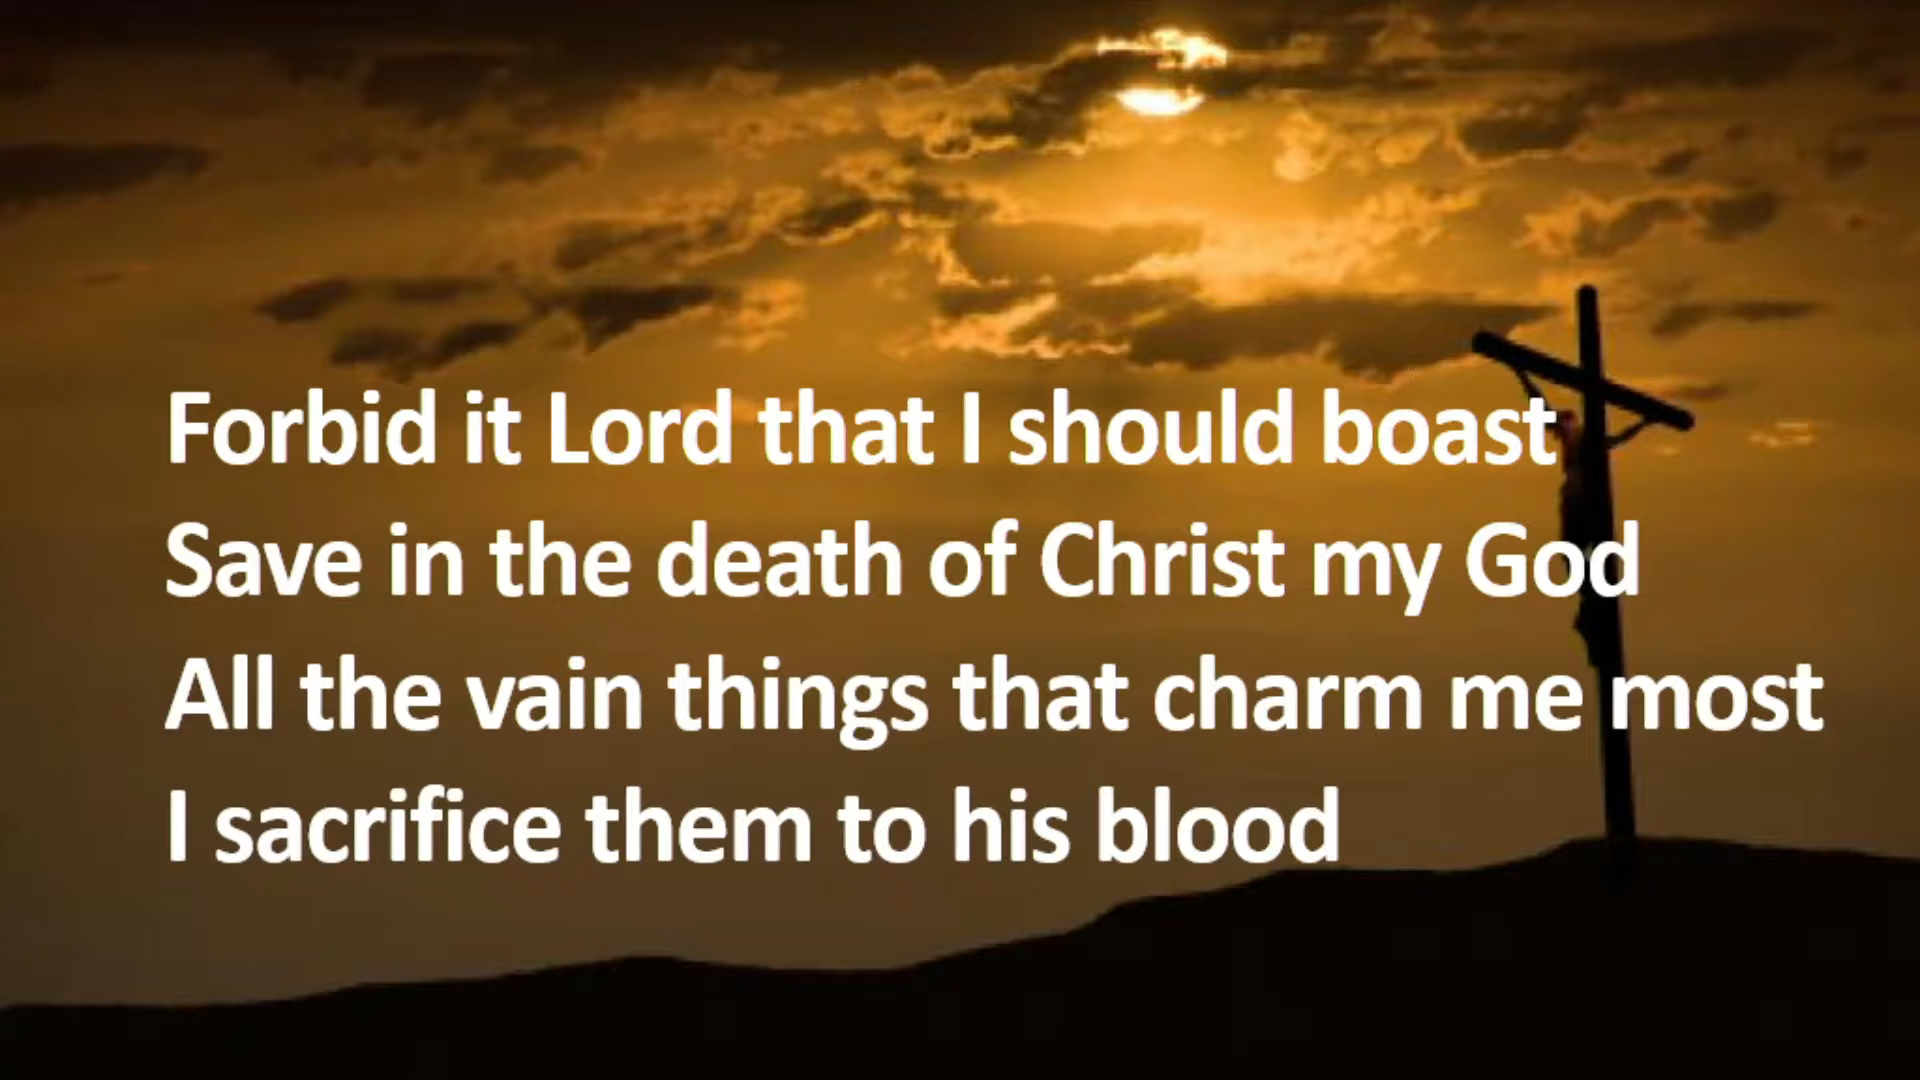 Forbid it Lord that I should boast
Save in the death of Christ my God
All the vain things that charm me most
I sacrifice them to his blood